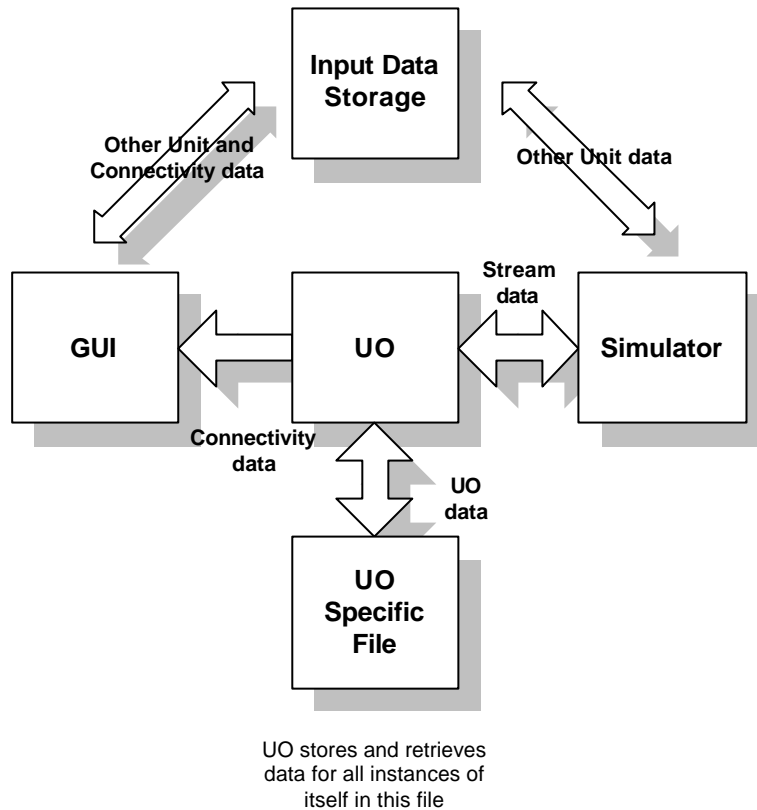 Input Data
Storage
Other Unit and
Connectivity data
Other Unit data
Stream
data
GUI
UO
Simulator
Connectivity
data
UO
data
UO
Specific
File
UO stores and retrieves
data for all instances of
itself in this file